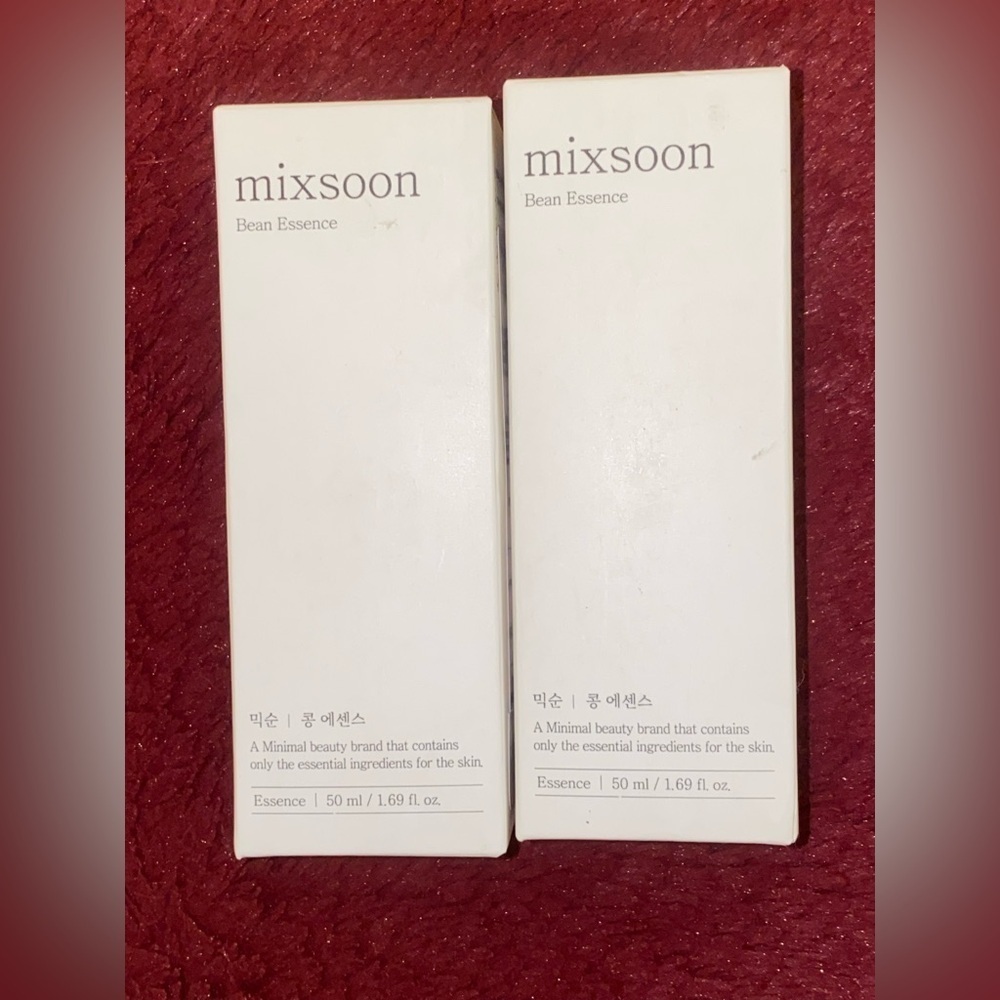 mixsoon
Bean Essence
믹순 | 콩 에센스
A Minimal beauty brand that contains
only the essential ingredients for the skin.
Essence | 50 ml / 1.69 fl. oz.
mixsoon
Bean Essence
믹순 | 콩 에센스
A Minimal beauty brand that contains
only the essential ingredients for the skin.
Essence | 50 ml / 1.69 fl. oz.